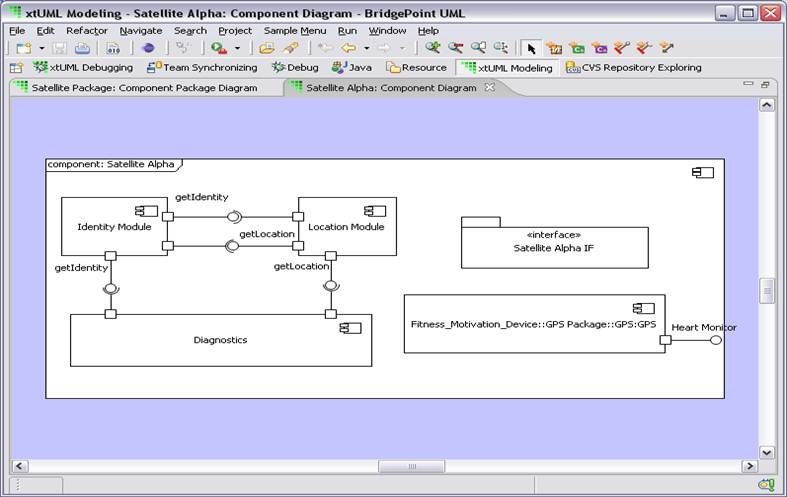 xtUML Modeling - Satellite Alpha: Component Diagram - BridgePoint UML
File Edit Refactor Navigate Search Project Sample Menu Run Window Help
xtUML Debugging Team Synchronizing Debug Java Resource xtUML Modeling CVS Repository Exploring
Satellite Package: Component Package Diagram Satellite Alpha: Component Diagram
component: Satellite Alpha
getIdentity
Identity Module
Location Module
getLocation
«interface»
Satellite Alpha IF
getIdentity
getLocation
Fitness_Motivation_Device::GPS Package::GPS:GPS
Heart Monitor
Diagnostics